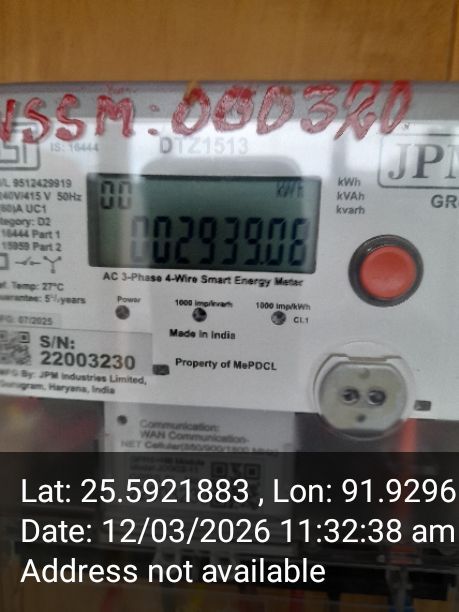 NSSM: 000320
IS: 16444
DTZ1513
JPM
9512429919
240V/415 V 50Hz
UC1
Category: D2
16444 Part 1
15959 Part 2
Temp: 27°C
07/2025
00
kWh
002939.06
kWh
kVAh
kvarh
AC 3-Phase 4-Wire Smart Energy Meter
Power
1000 imp/kvarh
1000 imp/kWh
Cl.1
Made in India
S/N:
22003230
Property of MePDCL
MFG By: JPM Industries Limited,
Gurugram, Haryana, India
Communication:
WAN Communication-
Lat: 25.5921883 , Lon: 91.9296
Date: 12/03/2026 11:32:38 am
Address not available